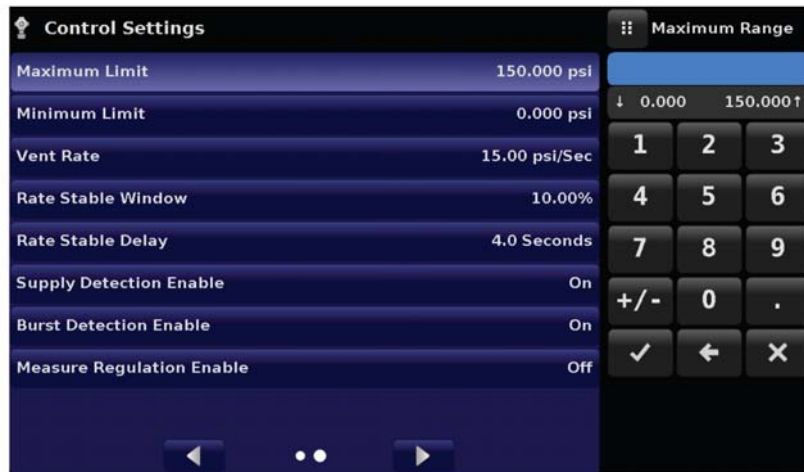 Control Settings
Maximum Limit 150.000 psi
Minimum Limit 0.000 psi
Vent Rate 15.00 psi/Sec
Rate Stable Window 10.00%
Rate Stable Delay 4.0 Seconds
Supply Detection Enable On
Burst Detection Enable On
Measure Regulation Enable Off
Maximum Range
↓ 0.000 150.000↑
1 2 3
4 5 6
7 8 9
+/- 0 .